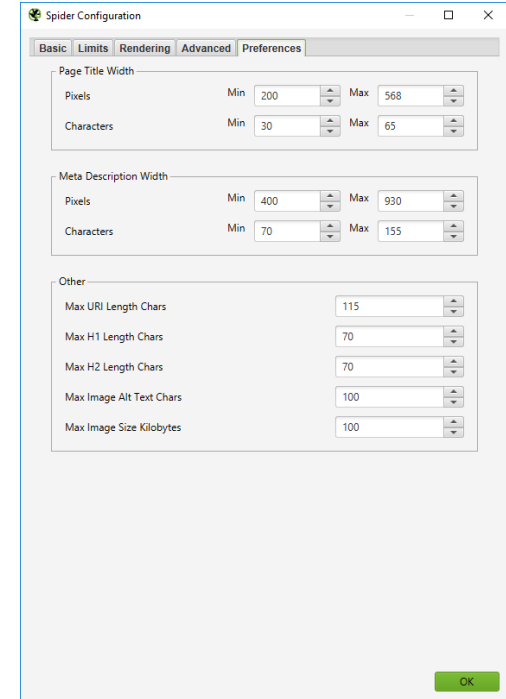 Spider Configuration
Basic Limits Rendering Advanced Preferences
Page Title Width
Pixels Min 200 Max 568
Characters Min 30 Max 65
Meta Description Width
Pixels Min 400 Max 930
Characters Min 70 Max 155
Other
Max URI Length Chars 115
Max H1 Length Chars 70
Max H2 Length Chars 70
Max Image Alt Text Chars 100
Max Image Size Kilobytes 100
OK